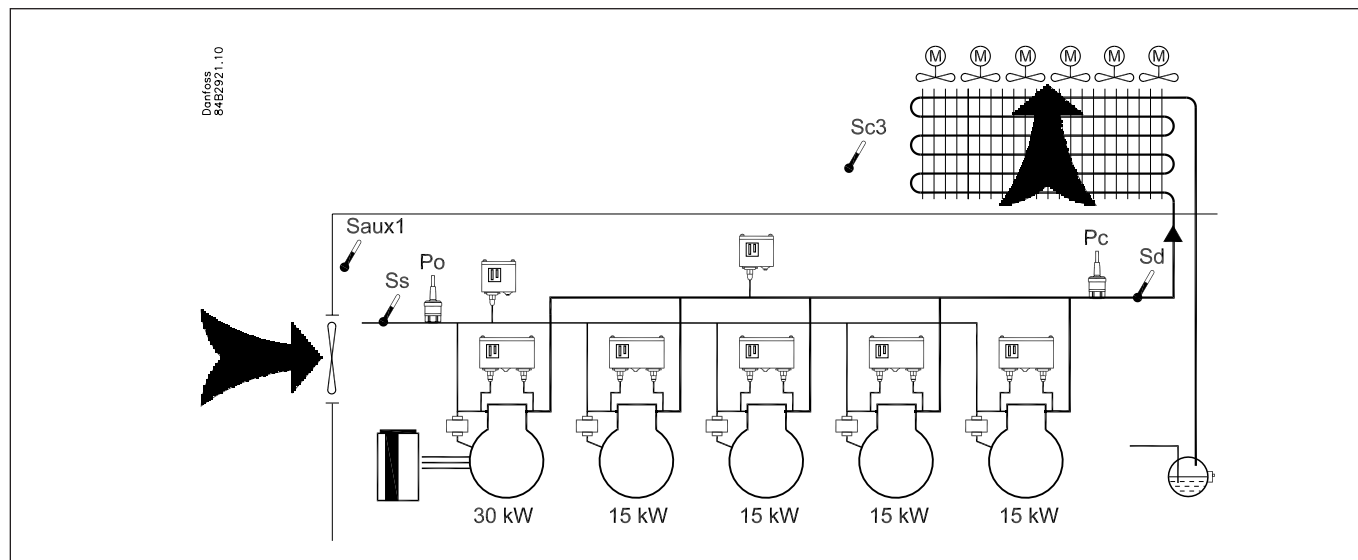 Danfoss
84B2921.10
M M M M M M
Sc3
Saux1
Po
Ss
Pc
Sd
30 kW 15 kW 15 kW 15 kW 15 kW